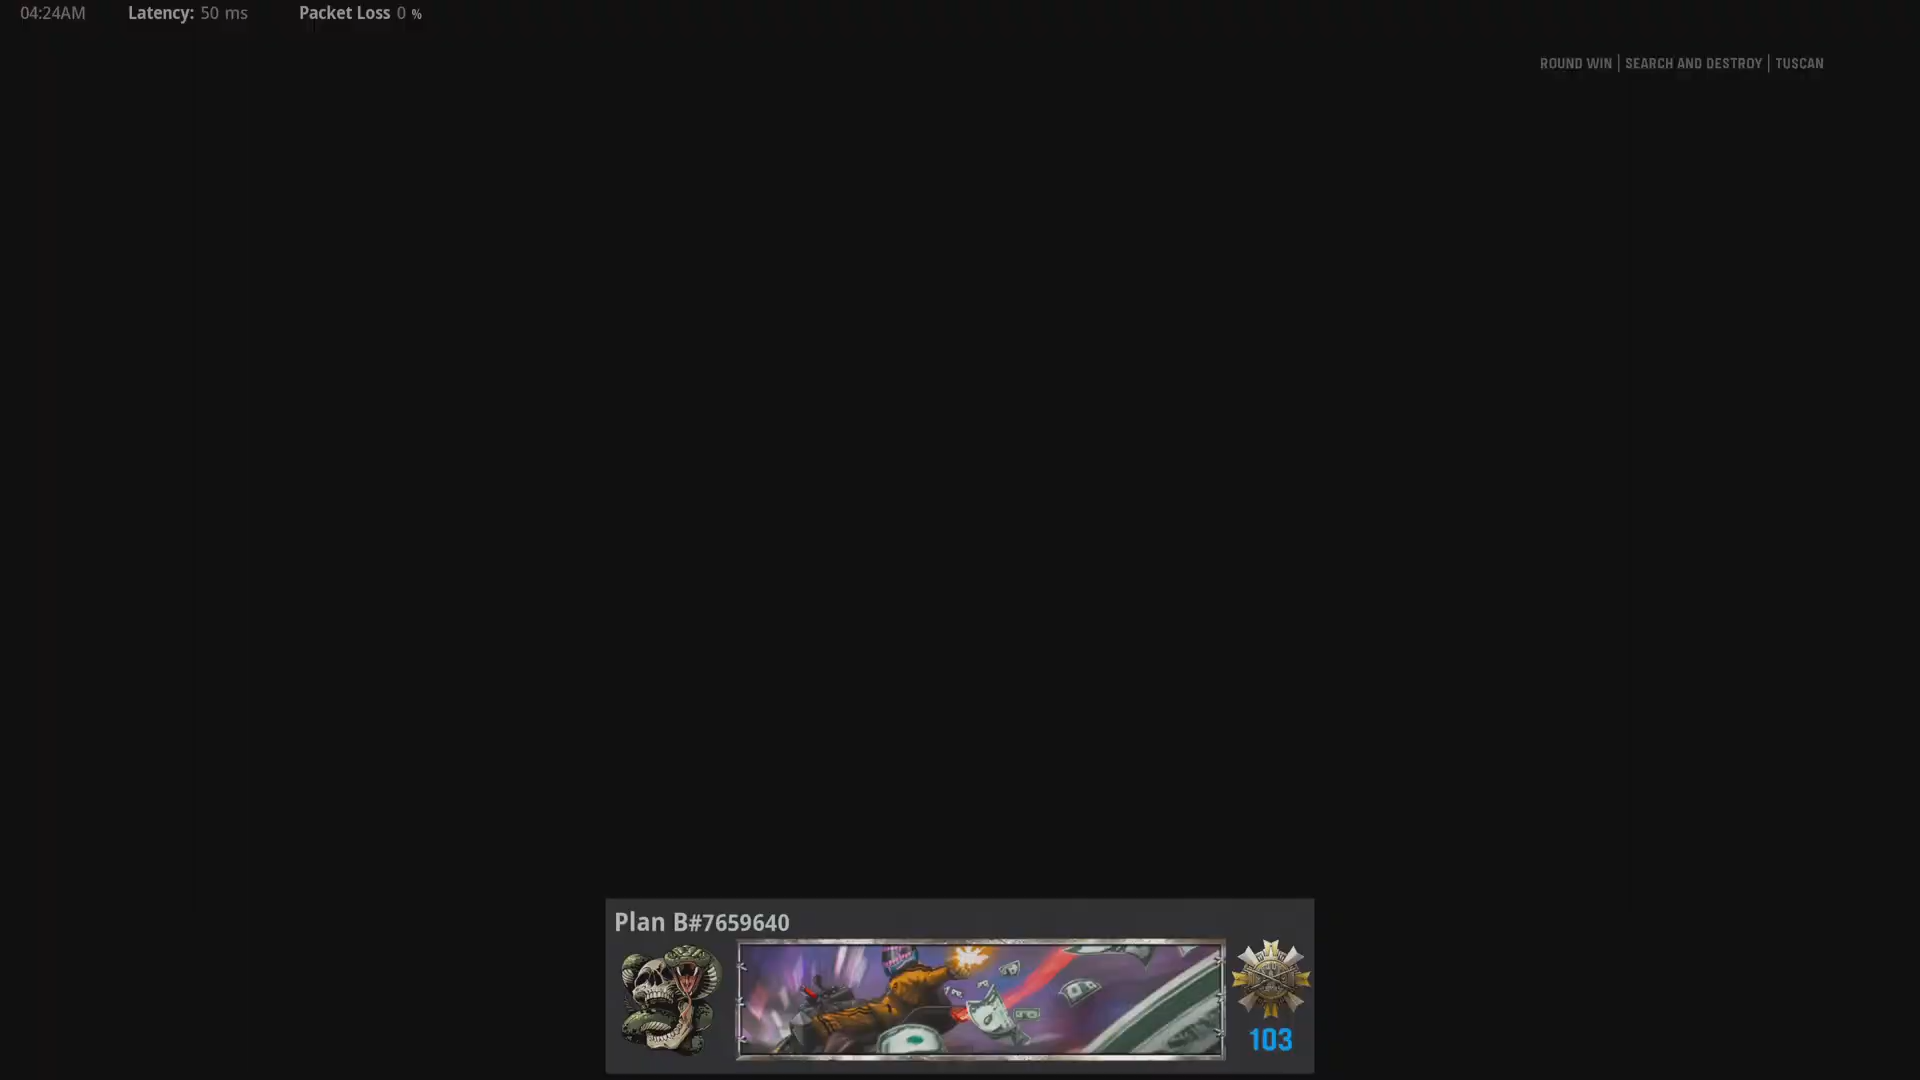 04:24AM Latency: 50 ms Packet Loss 0 %
ROUND WIN | SEARCH AND DESTROY | TUSCAN
Plan B#7659640
103